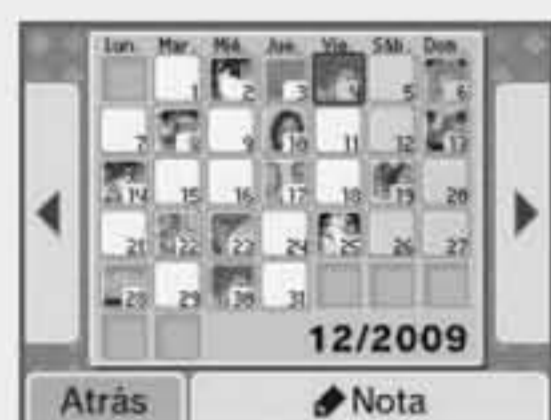 Lun. Mar. Mié. Jue. Vie. Sáb. Dom.
1 2 3 4 5 6
7 8 9 10 11 12 13
14 15 16 17 18 19 20
21 22 23 24 25 26 27
28 29 30 31
12/2009
Atrás Nota